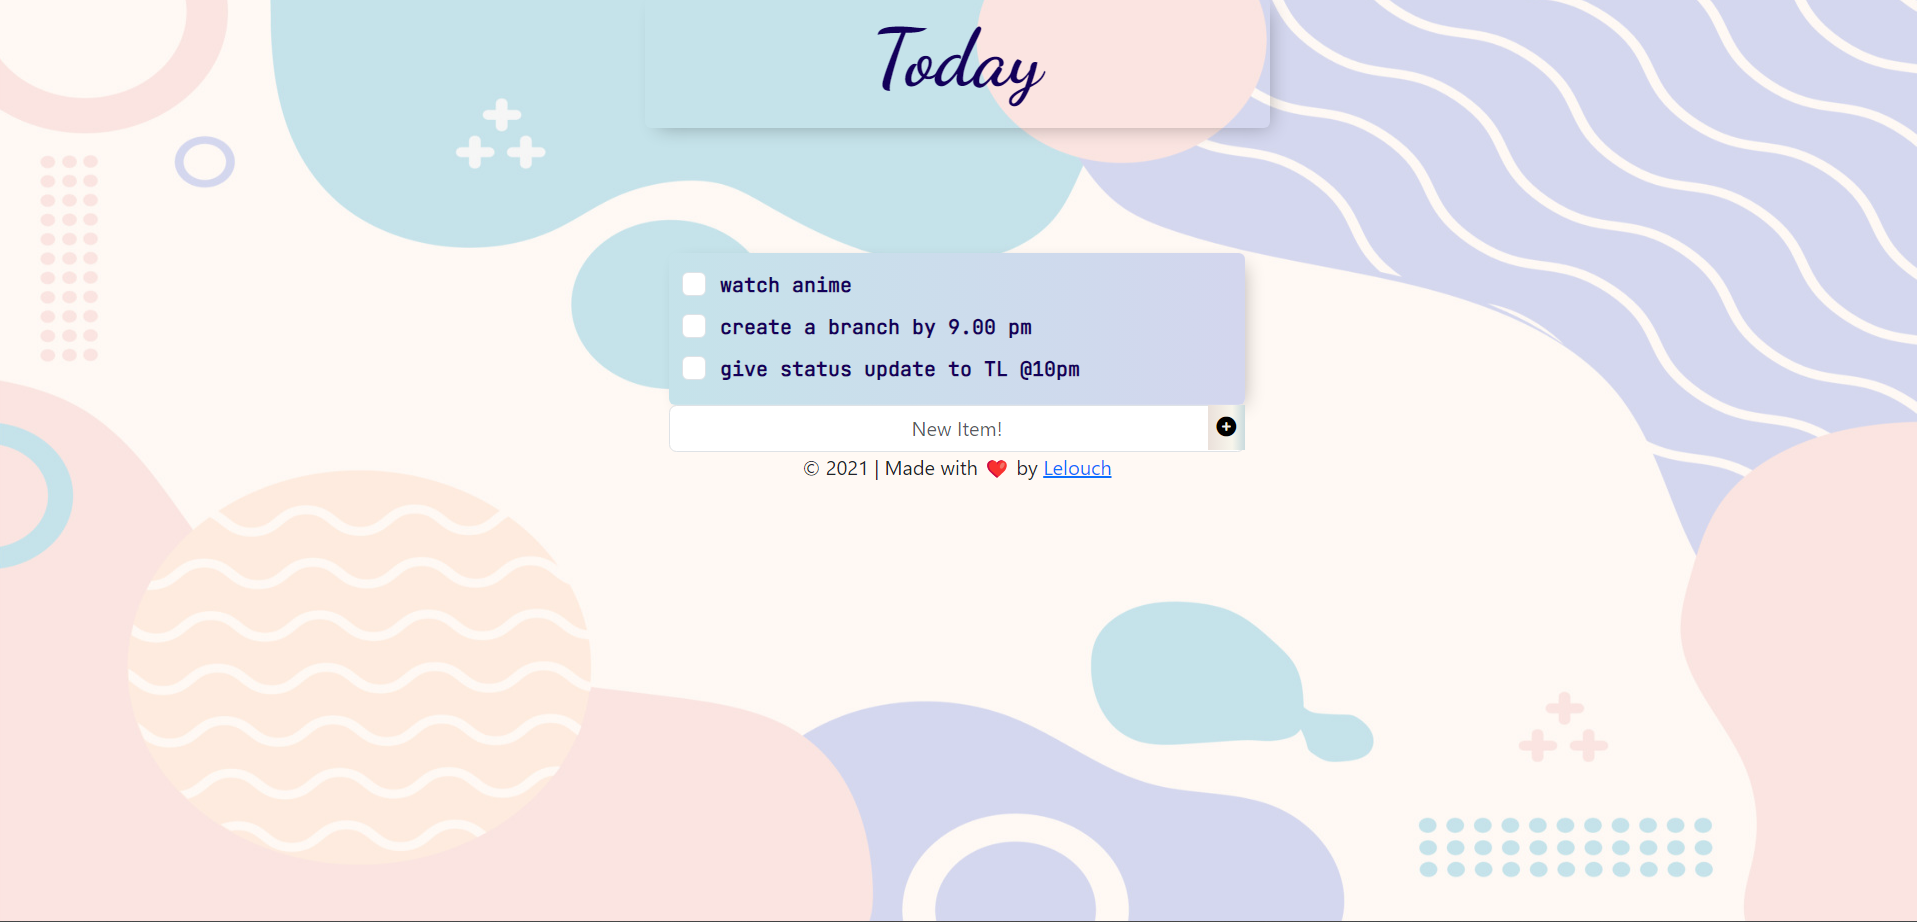 Today
watch anime
create a branch by 9.00 pm
give status update to TL @10pm
New Item!
© 2021 | Made with ❤️ by Lelouch